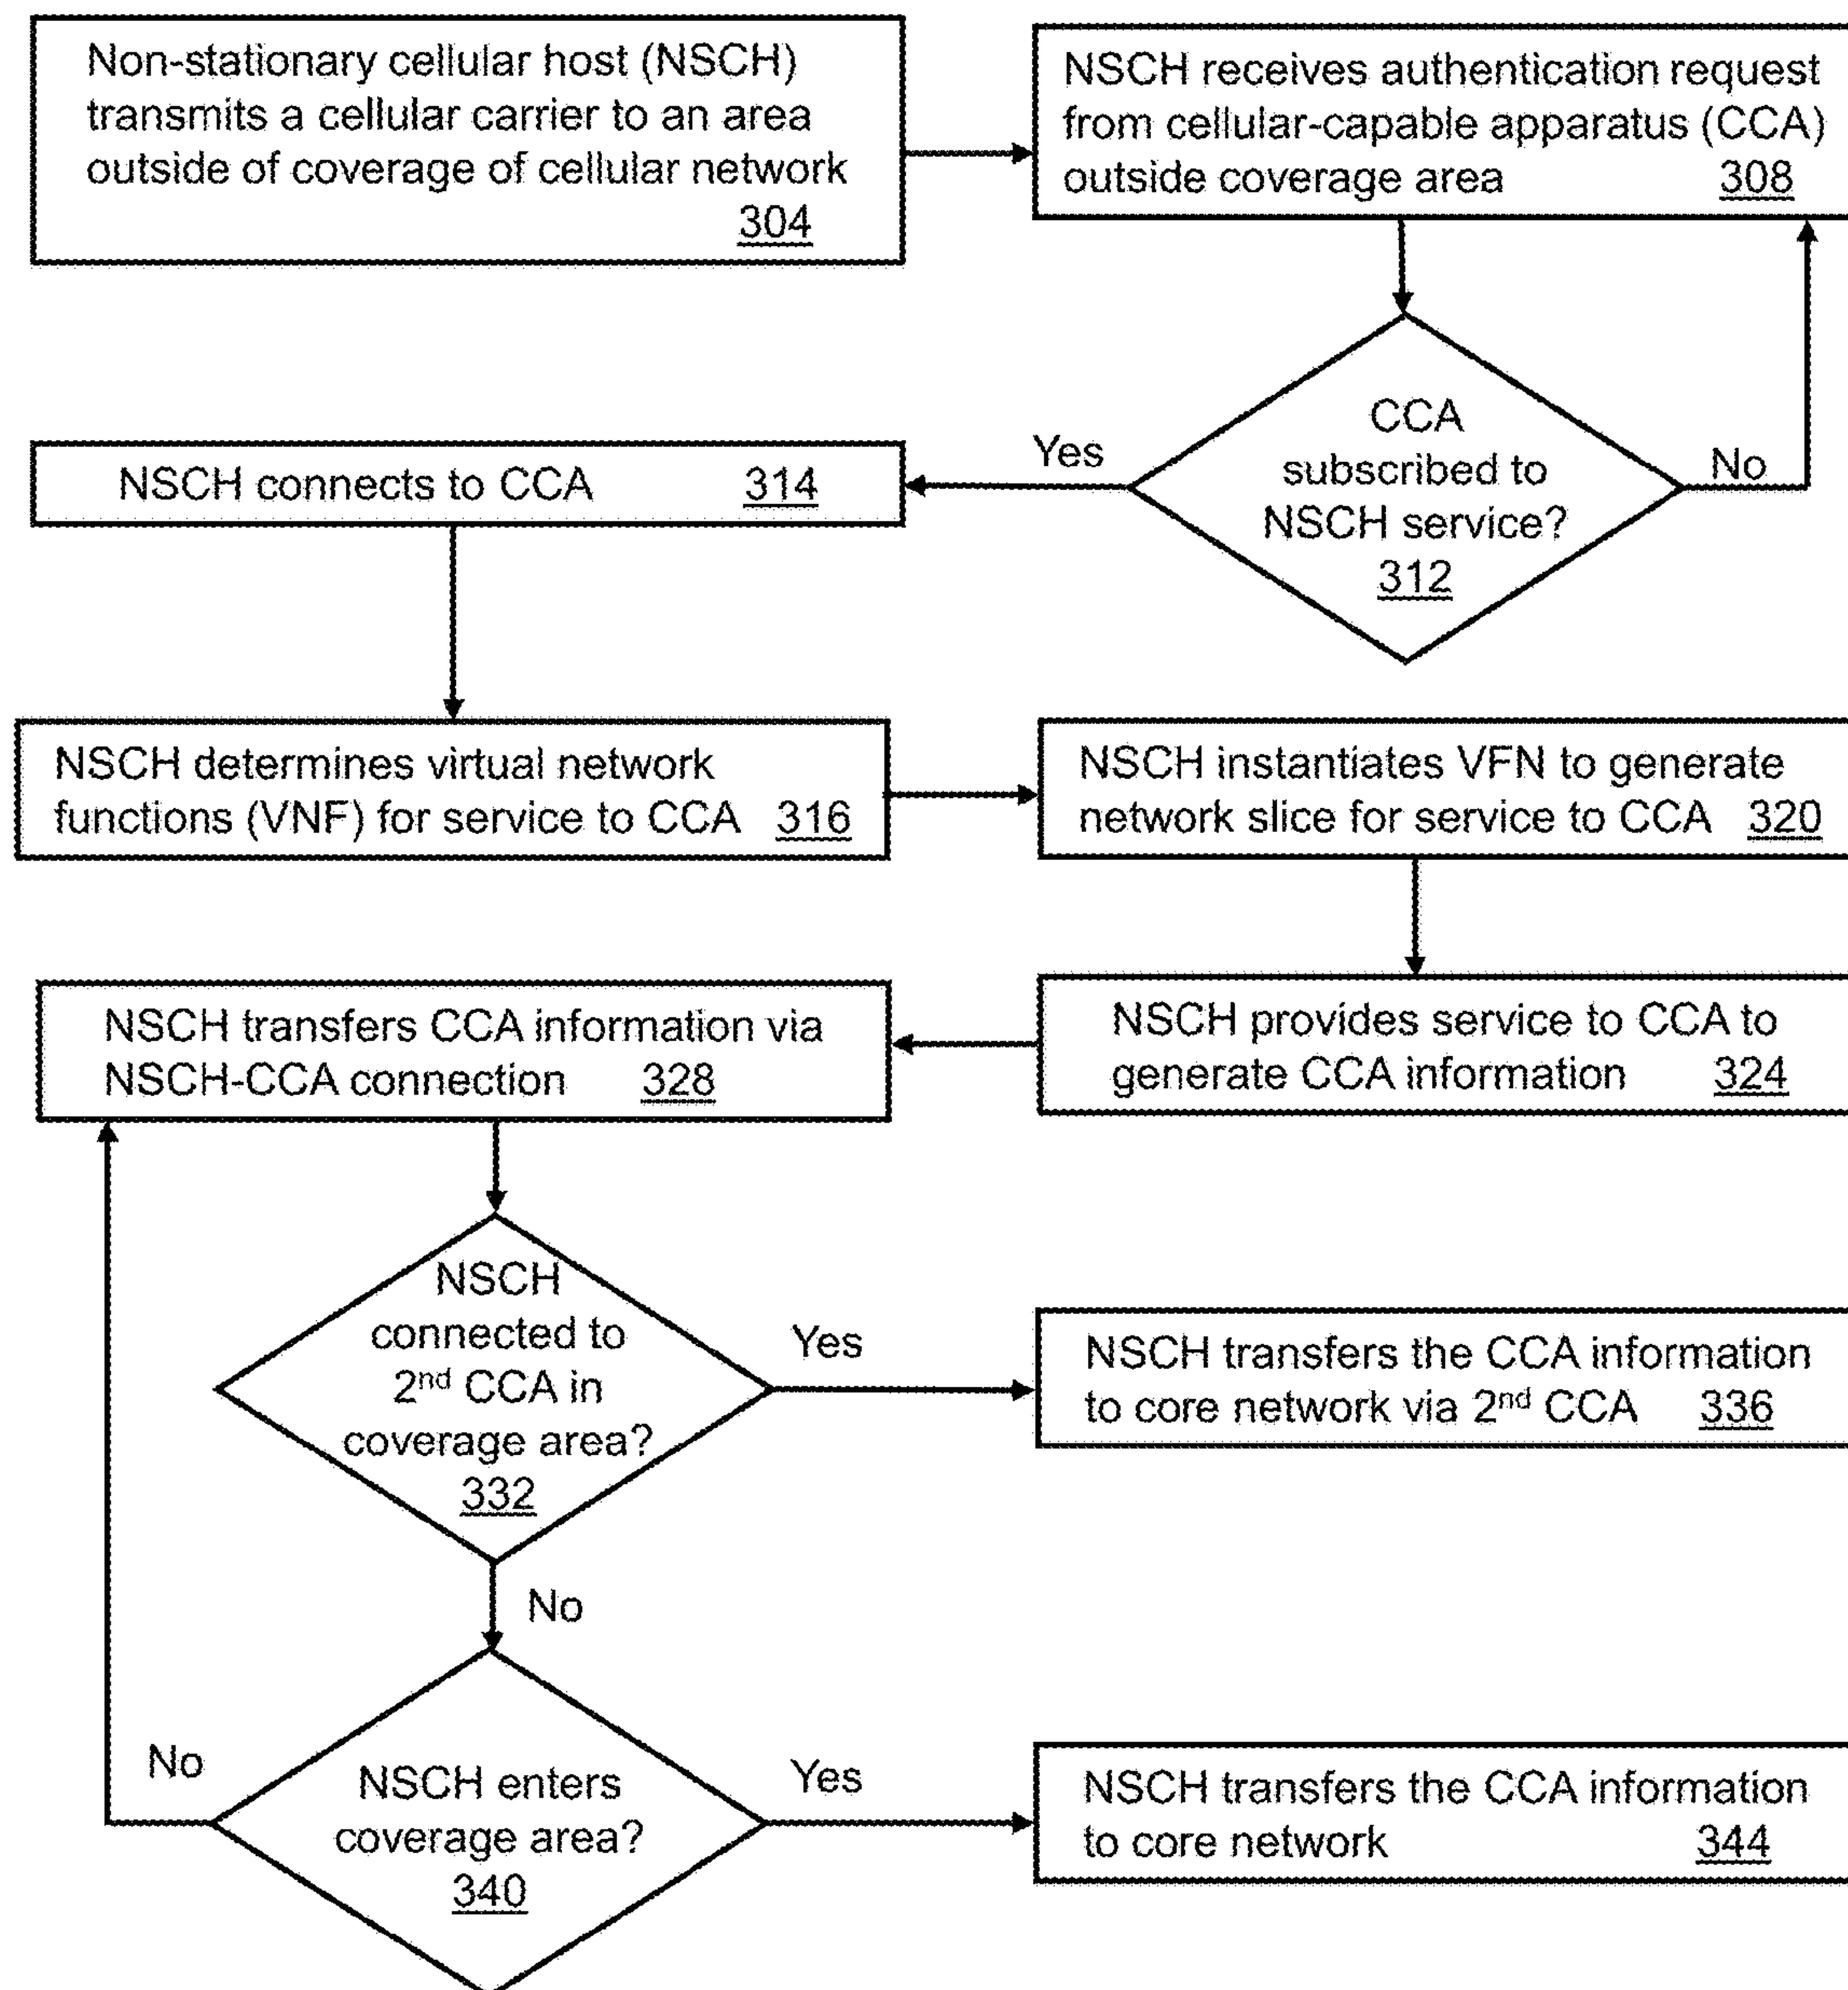 Non-stationary cellular host (NSCH)
transmits a cellular carrier to an area
outside of coverage of cellular network
304
NSCH receives authentication request
from cellular-capable apparatus (CCA)
outside coverage area 308
CCA
subscribed to
NSCH service?
312
Yes
No
NSCH connects to CCA 314
NSCH determines virtual network
functions (VNF) for service to CCA 316
NSCH instantiates VFN to generate
network slice for service to CCA 320
NSCH provides service to CCA to
generate CCA information 324
NSCH transfers CCA information via
NSCH-CCA connection 328
NSCH
connected to
2nd CCA in
coverage area?
332
Yes
NSCH transfers the CCA information
to core network via 2nd CCA 336
No
NSCH enters
coverage area?
340
No
Yes
NSCH transfers the CCA information
to core network 344